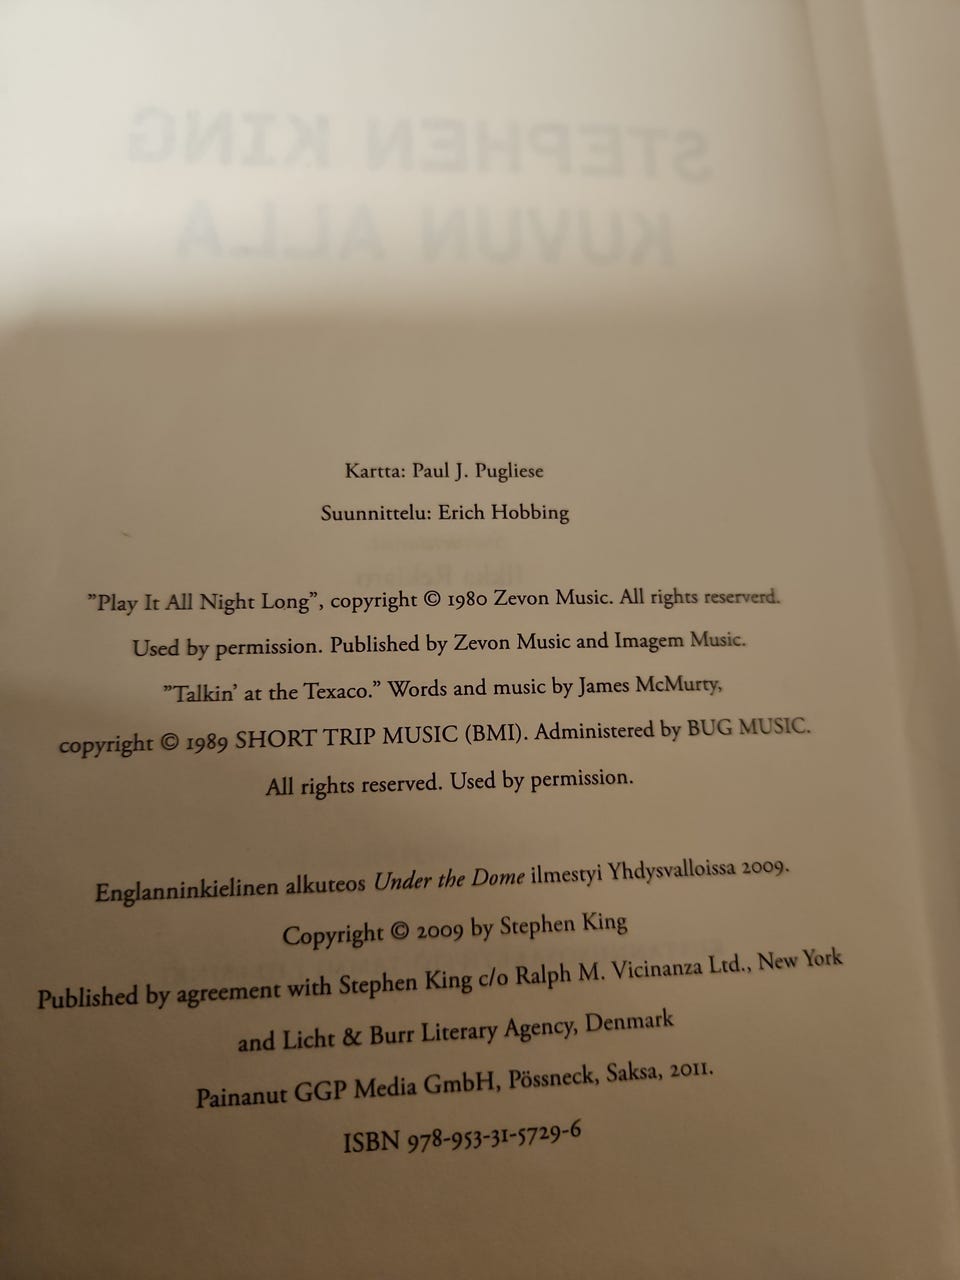 STEPHEN KING
KUVUN ALLA
Kartta: Paul J. Pugliese
Suunnittelu: Erich Hobbing
”Play It All Night Long”, copyright © 1980 Zevon Music. All rights reserverd.
Used by permission. Published by Zevon Music and Imagem Music.
”Talkin’ at the Texaco.” Words and music by James McMurty,
copyright © 1989 SHORT TRIP MUSIC (BMI). Administered by BUG MUSIC.
All rights reserved. Used by permission.
Englanninkielinen alkuteos Under the Dome ilmestyi Yhdysvalloissa 2009.
Copyright © 2009 by Stephen King
Published by agreement with Stephen King c/o Ralph M. Vicinanza Ltd., New York
and Licht & Burr Literary Agency, Denmark
Painanut GGP Media GmbH, Pössneck, Saksa, 2011.
ISBN 978-953-31-5729-6